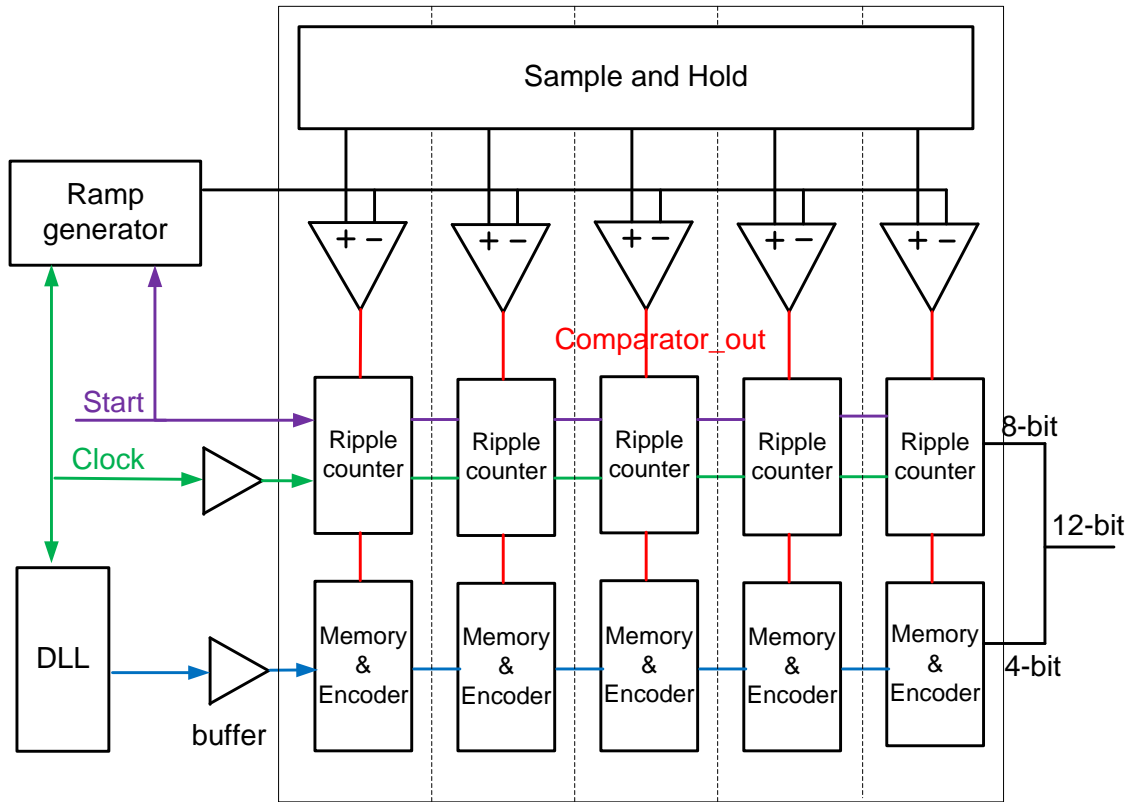 Sample and Hold
Ramp
generator
+ −
+ −
+ −
+ −
+ −
Comparator_out
Start
Clock
Ripple
counter
Ripple
counter
Ripple
counter
Ripple
counter
Ripple
counter
8-bit
12-bit
DLL
buffer
Memory
&
Encoder
Memory
&
Encoder
Memory
&
Encoder
Memory
&
Encoder
Memory
&
Encoder
4-bit